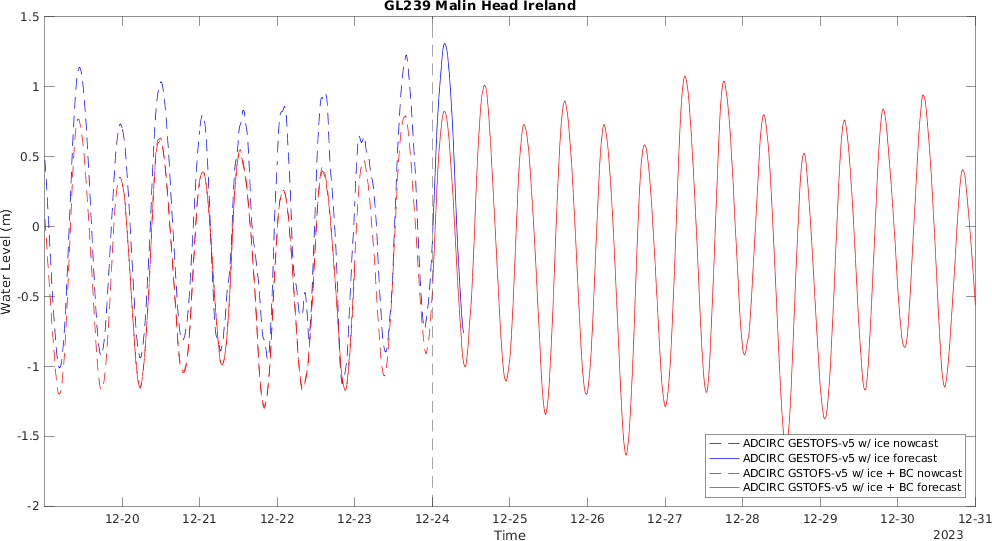 GL239 Malin Head Ireland
1.5
1
0.5
0
-0.5
-1
-1.5
-2
Water Level (m)
ADCIRC GESTOFS-v5 w/ ice nowcast
ADCIRC GESTOFS-v5 w/ ice forecast
ADCIRC GSTOFS-v5 w/ ice + BC nowcast
ADCIRC GSTOFS-v5 w/ ice + BC forecast
12-20 12-21 12-22 12-23 12-24 12-25 12-26 12-27 12-28 12-29 12-30 12-31
Time
2023